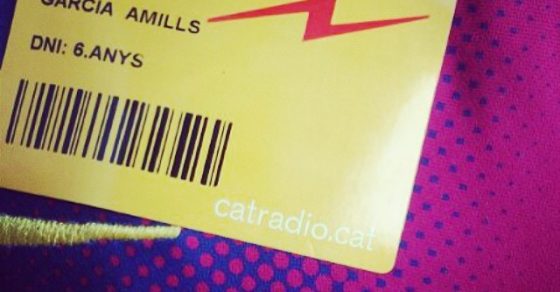 GARCIA AMILLS
DNI: 6.ANYS
catradio.cat